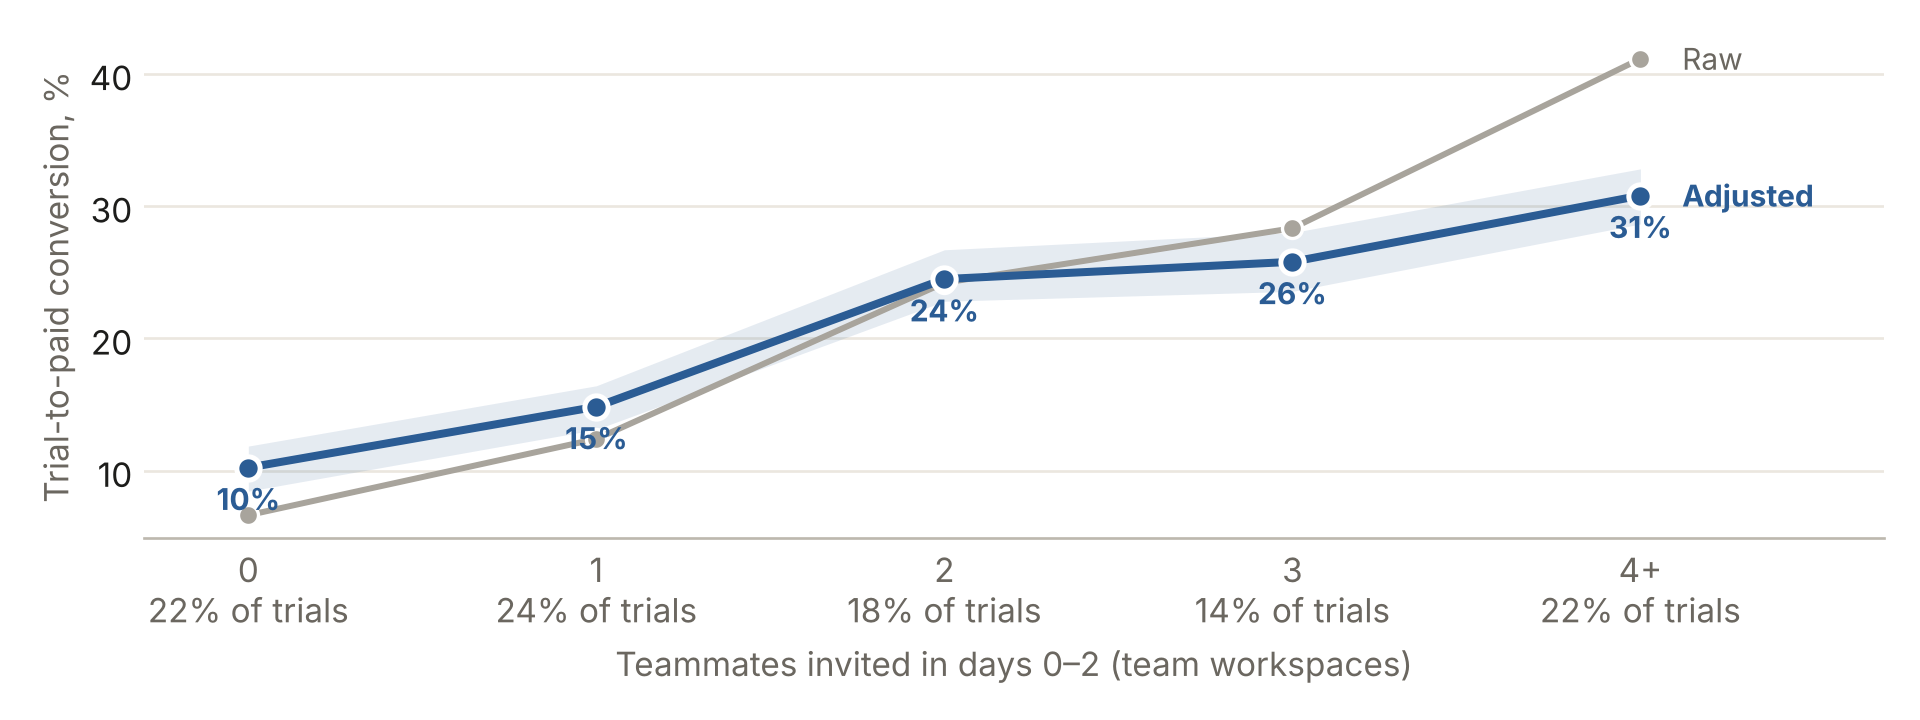 Trial-to-paid conversion, %
40
30
20
10
Raw
Adjusted
10%
15%
24%
26%
31%
0
1
2
3
4+
22% of trials
24% of trials
18% of trials
14% of trials
22% of trials
Teammates invited in days 0–2 (team workspaces)